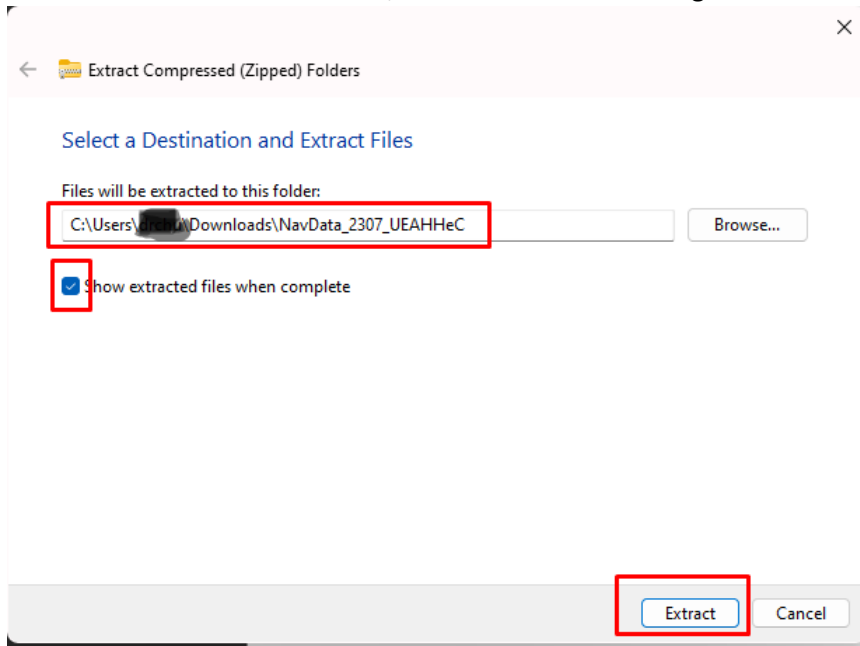 Extract Compressed (Zipped) Folders
Select a Destination and Extract Files
Files will be extracted to this folder:
C:\Users\ \Downloads\NavData_2307_UEAHHeC
Browse...
Show extracted files when complete
Extract
Cancel